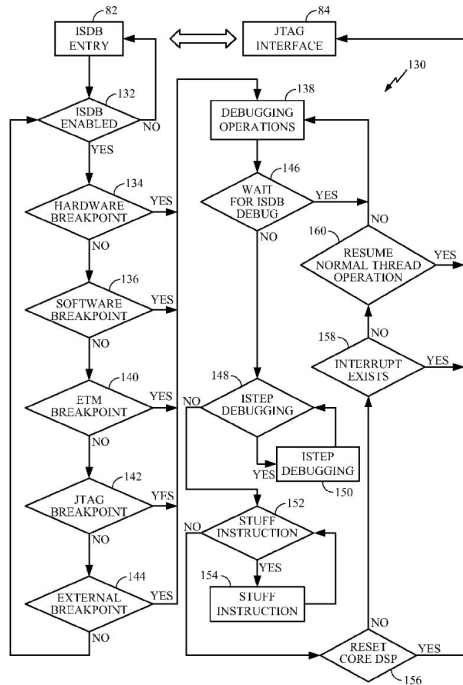 82
ISDB
ENTRY
84
JTAG
INTERFACE
130
132
ISDB
ENABLED
NO
YES
134
HARDWARE
BREAKPOINT
YES
NO
136
SOFTWARE
BREAKPOINT
YES
NO
140
ETM
BREAKPOINT
YES
NO
142
JTAG
BREAKPOINT
YES
NO
144
EXTERNAL
BREAKPOINT
YES
NO
138
DEBUGGING
OPERATIONS
146
WAIT
FOR ISDB
DEBUG
YES
NO
148
NO
ISTEP
DEBUGGING
YES
ISTEP
DEBUGGING
150
152
NO
STUFF
INSTRUCTION
YES
154
STUFF
INSTRUCTION
NO
160
RESUME
NORMAL THREAD
OPERATION
YES
NO
158
INTERRUPT
EXISTS
YES
NO
RESET
CORE DSP
YES
156